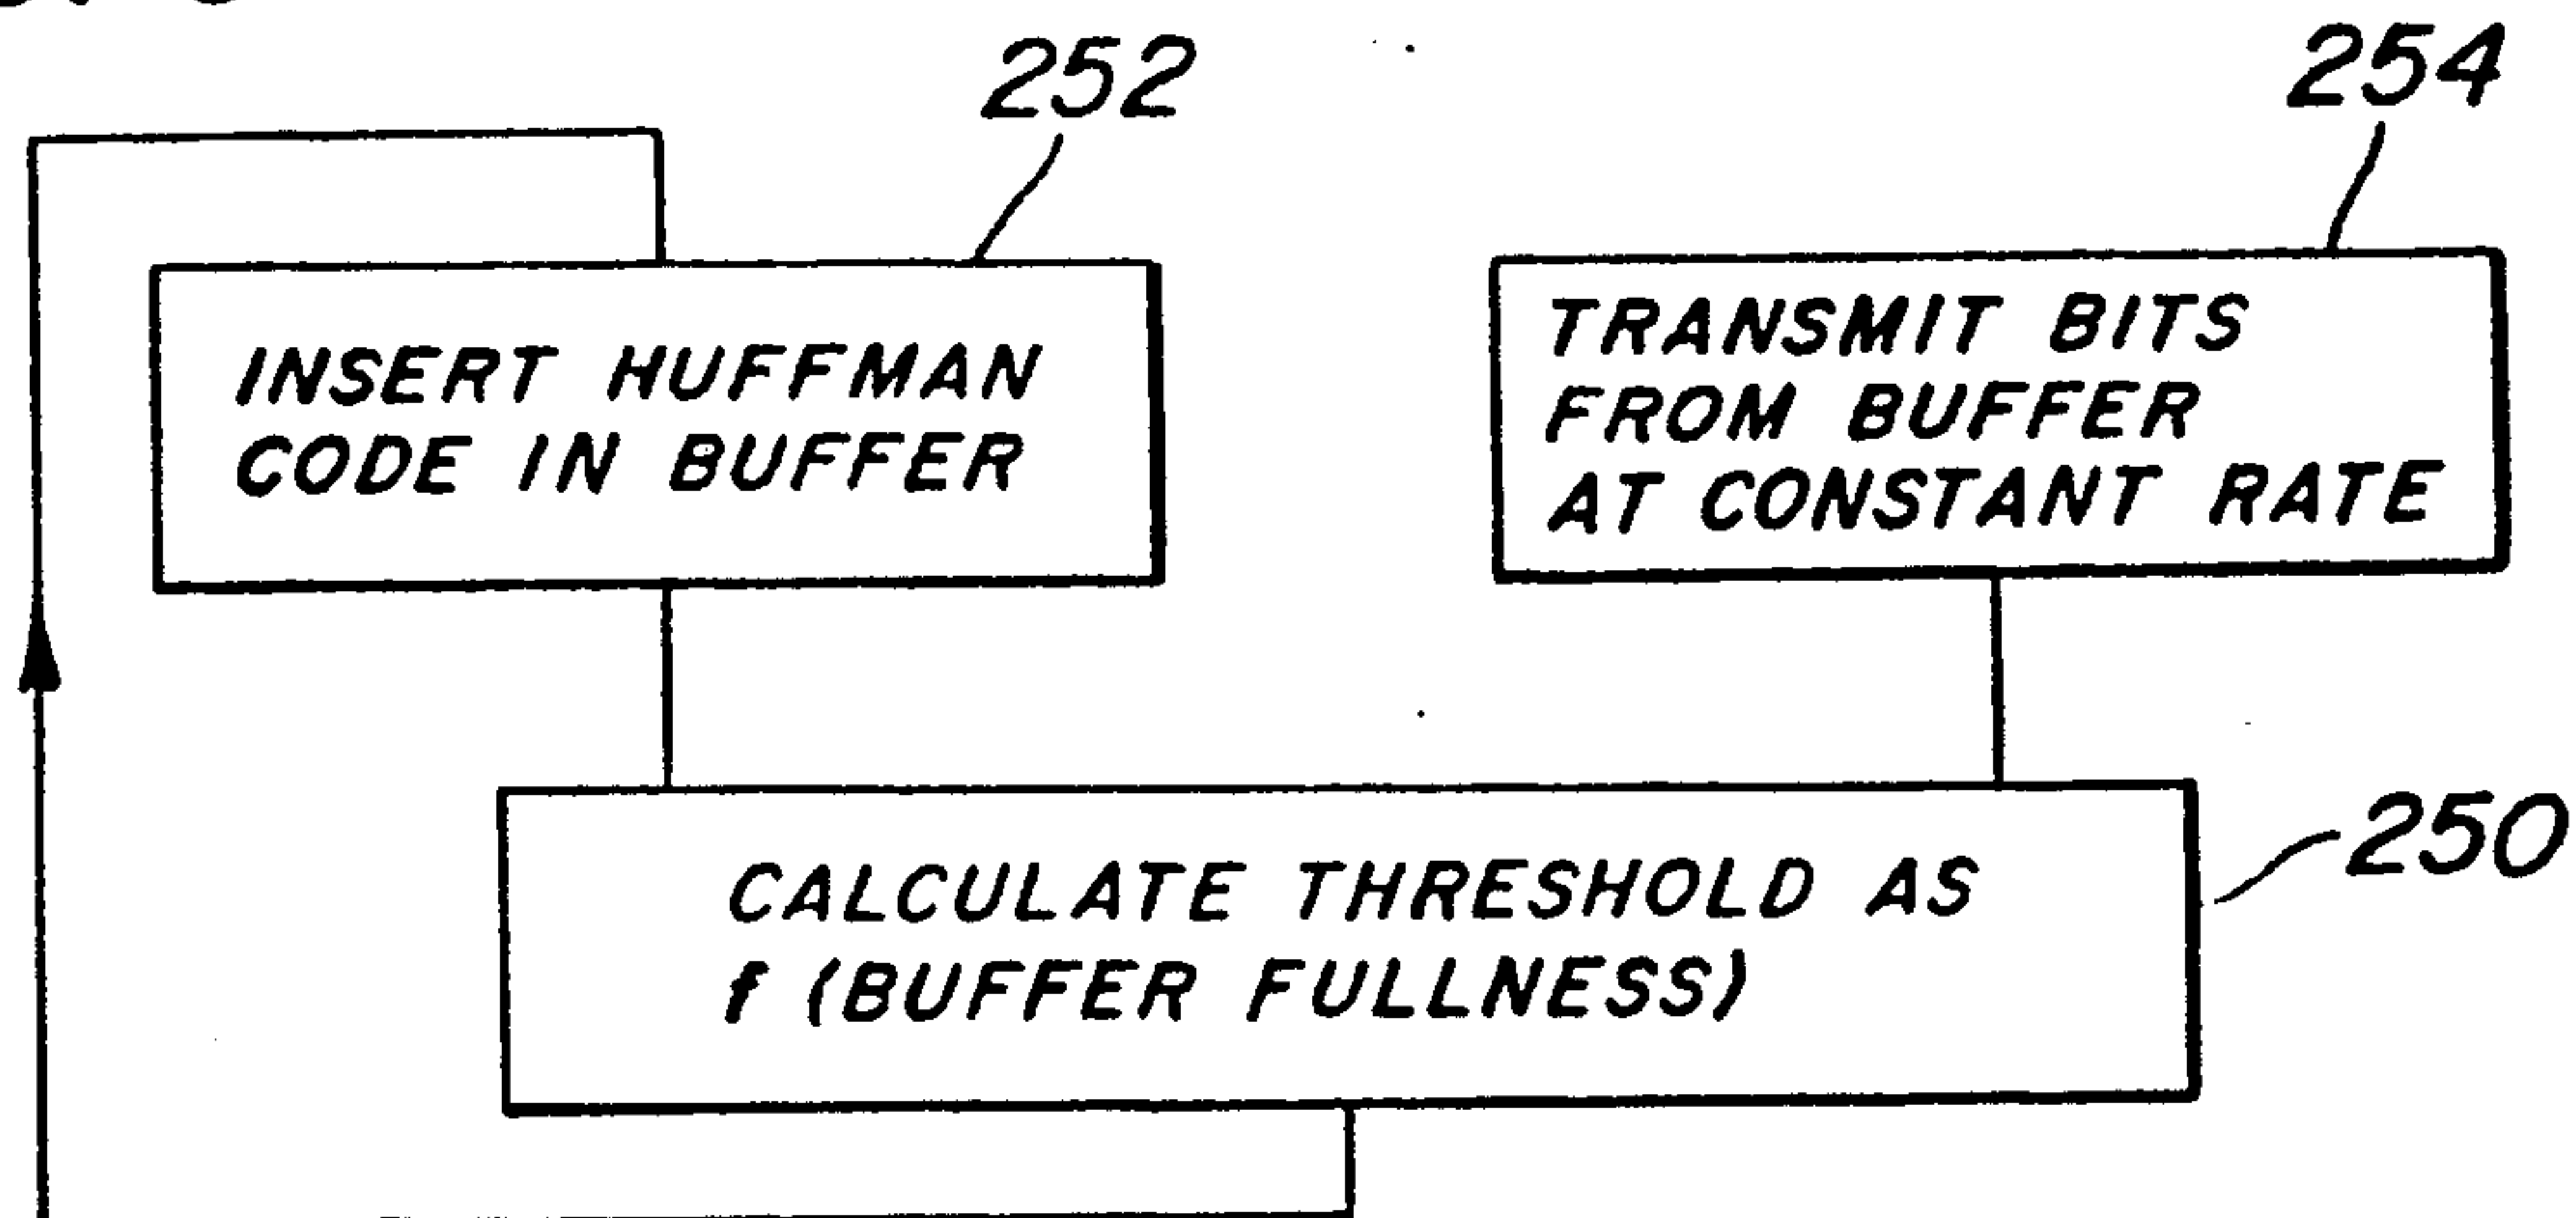 252
254
INSERT HUFFMAN
CODE IN BUFFER
TRANSMIT BITS
FROM BUFFER
AT CONSTANT RATE
250
CALCULATE THRESHOLD AS
f (BUFFER FULLNESS)